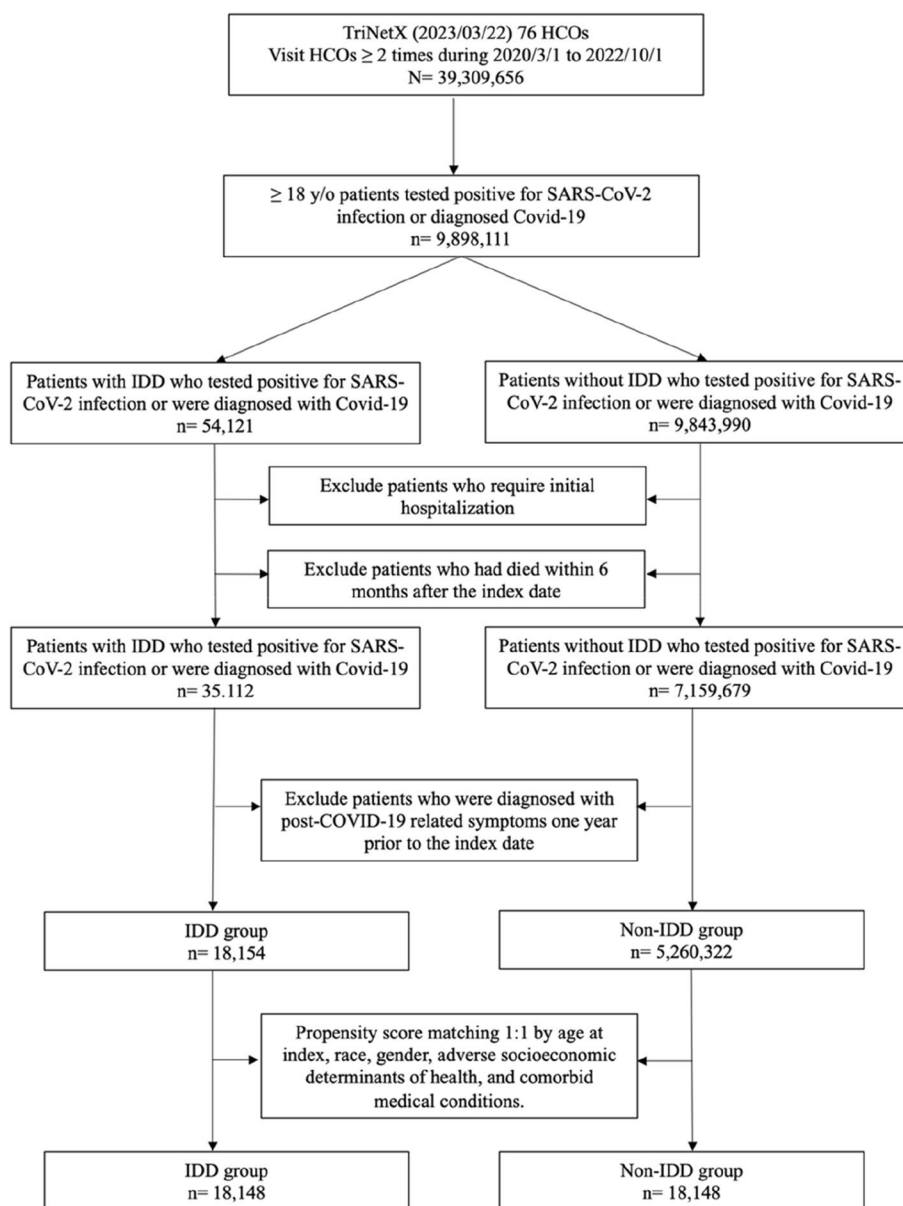 TriNetX (2023/03/22) 76 HCOs
Visit HCOs ≥ 2 times during 2020/3/1 to 2022/10/1
N= 39,309,656
≥ 18 y/o patients tested positive for SARS-CoV-2
infection or diagnosed Covid-19
n= 9,898,111
Patients with IDD who tested positive for SARS-
CoV-2 infection or were diagnosed with Covid-19
n= 54,121
Patients without IDD who tested positive for SARS-
CoV-2 infection or were diagnosed with Covid-19
n= 9,843,990
Exclude patients who require initial
hospitalization
Exclude patients who had died within 6
months after the index date
Patients with IDD who tested positive for SARS-
CoV-2 infection or were diagnosed with Covid-19
n= 35.112
Patients without IDD who tested positive for SARS-
CoV-2 infection or were diagnosed with Covid-19
n= 7,159,679
Exclude patients who were diagnosed with
post-COVID-19 related symptoms one year
prior to the index date
IDD group
n= 18,154
Non-IDD group
n= 5,260,322
Propensity score matching 1:1 by age at
index, race, gender, adverse socioeconomic
determinants of health, and comorbid
medical conditions.
IDD group
n= 18,148
Non-IDD group
n= 18,148